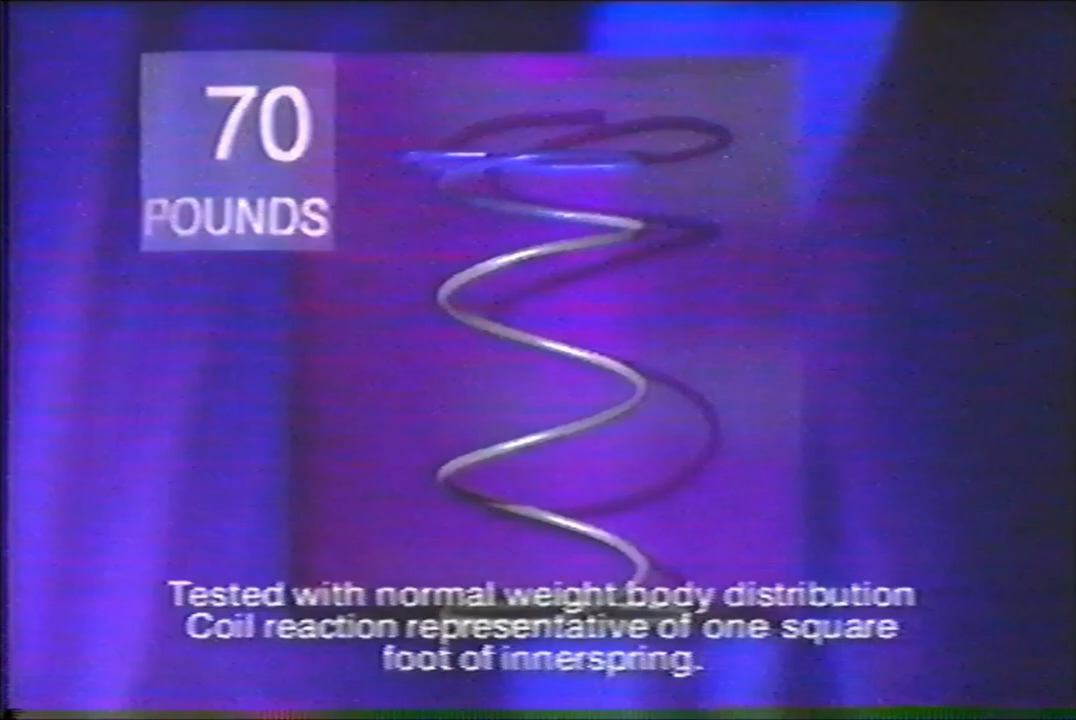 70
POUNDS
Tested with normal weight body distribution
Coil reaction representative of one square
foot of innerspring.